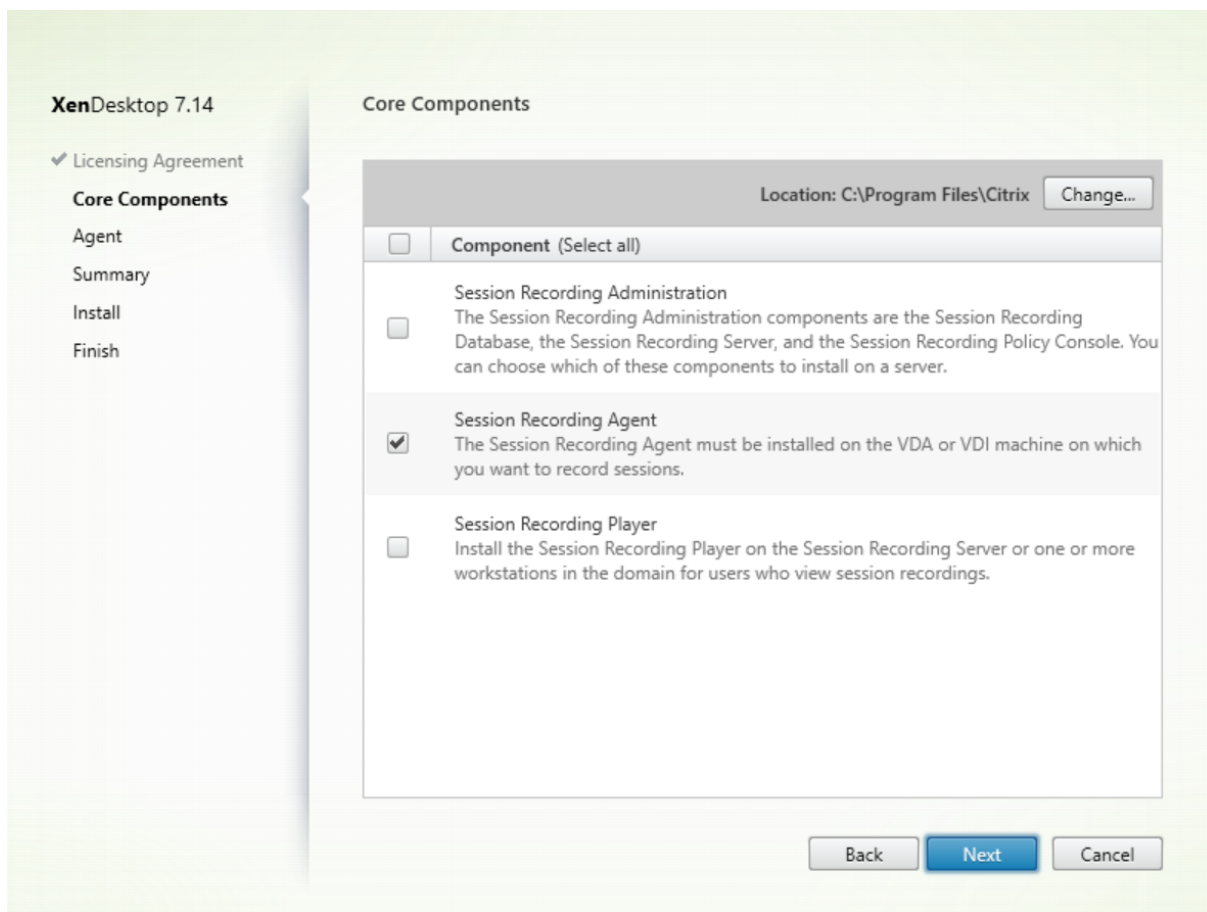 XenDesktop 7.14
Licensing Agreement
Core Components
Agent
Summary
Install
Finish
Core Components
Location: C:\Program Files\Citrix
Change...
Component (Select all)
Session Recording Administration
The Session Recording Administration components are the Session Recording
Database, the Session Recording Server, and the Session Recording Policy Console. You
can choose which of these components to install on a server.
Session Recording Agent
The Session Recording Agent must be installed on the VDA or VDI machine on which
you want to record sessions.
Session Recording Player
Install the Session Recording Player on the Session Recording Server or one or more
workstations in the domain for users who view session recordings.
Back
Next
Cancel